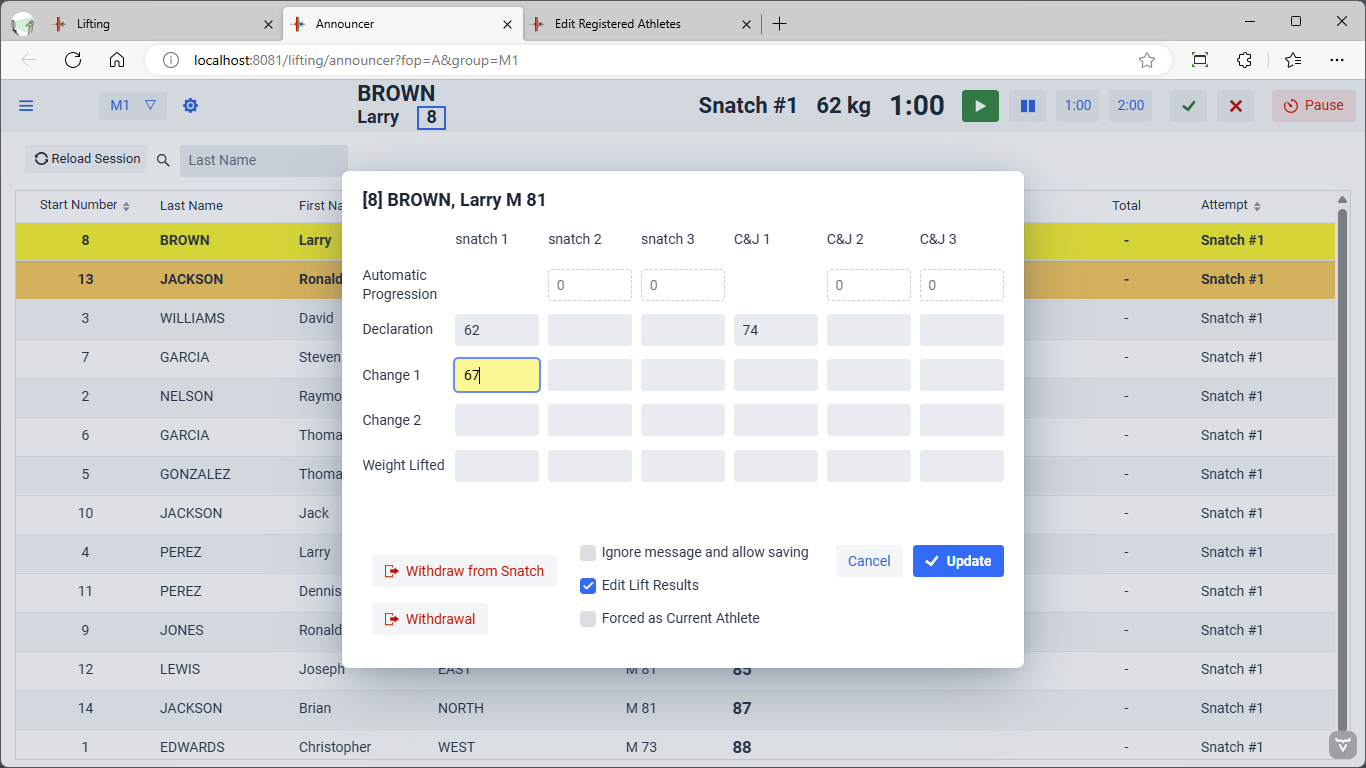 Lifting
Announcer
Edit Registered Athletes
localhost:8081/lifting/announcer?fop=A&group=M1
M1
BROWN
Larry 8
Snatch #1 62 kg 1:00
1:00 2:00
Pause
Reload Session
Last Name
Start Number Last Name First Na Total Attempt
8 BROWN Larry - Snatch #1
13 JACKSON Ronald - Snatch #1
3 WILLIAMS David - Snatch #1
7 GARCIA Steven - Snatch #1
2 NELSON Raymo - Snatch #1
6 GARCIA Thoma - Snatch #1
5 GONZALEZ Thoma - Snatch #1
10 JACKSON Jack - Snatch #1
4 PEREZ Larry - Snatch #1
11 PEREZ Dennis - Snatch #1
9 JONES Ronald - Snatch #1
12 LEWIS Joseph EAST M 81 85 - Snatch #1
14 JACKSON Brian NORTH M 81 87 - Snatch #1
1 EDWARDS Christopher WEST M 73 88 - Snatch #1
[8] BROWN, Larry M 81
snatch 1 snatch 2 snatch 3 C&J 1 C&J 2 C&J 3
Automatic
Progression 0 0 0 0
Declaration 62 74
Change 1 67
Change 2
Weight Lifted
Withdraw from Snatch
Withdrawal
Ignore message and allow saving
Edit Lift Results
Forced as Current Athlete
Cancel
Update